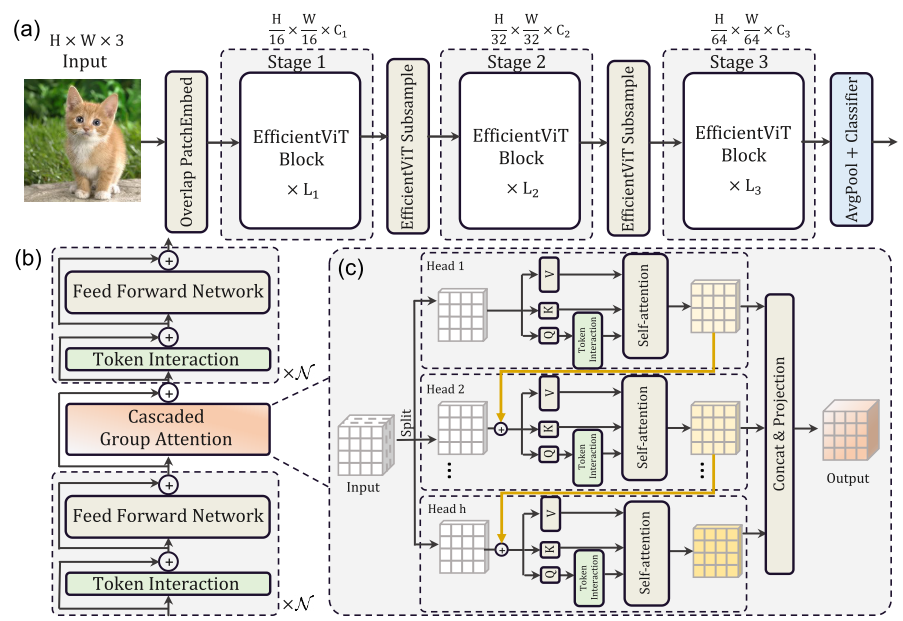 (a)
H × W × 3
Input
Overlap PatchEmbed
H/16 × W/16 × C₁
Stage 1
EfficientViT
Block
× L₁
EfficientViT Subsample
H/32 × W/32 × C₂
Stage 2
EfficientViT
Block
× L₂
EfficientViT Subsample
H/64 × W/64 × C₃
Stage 3
EfficientViT
Block
× L₃
AvgPool + Classifier
(b)
+
Feed Forward Network
+
Token Interaction
×N
+
Cascaded
Group Attention
+
Feed Forward Network
+
Token Interaction
×N
(c)
Input
Split
Head 1
V
K
Q
Token
Interaction
Self-attention
Head 2
...
+
V
K
Q
Token
Interaction
Self-attention
...
Head h
+
V
K
Q
Token
Interaction
Self-attention
Concat & Projection
Output